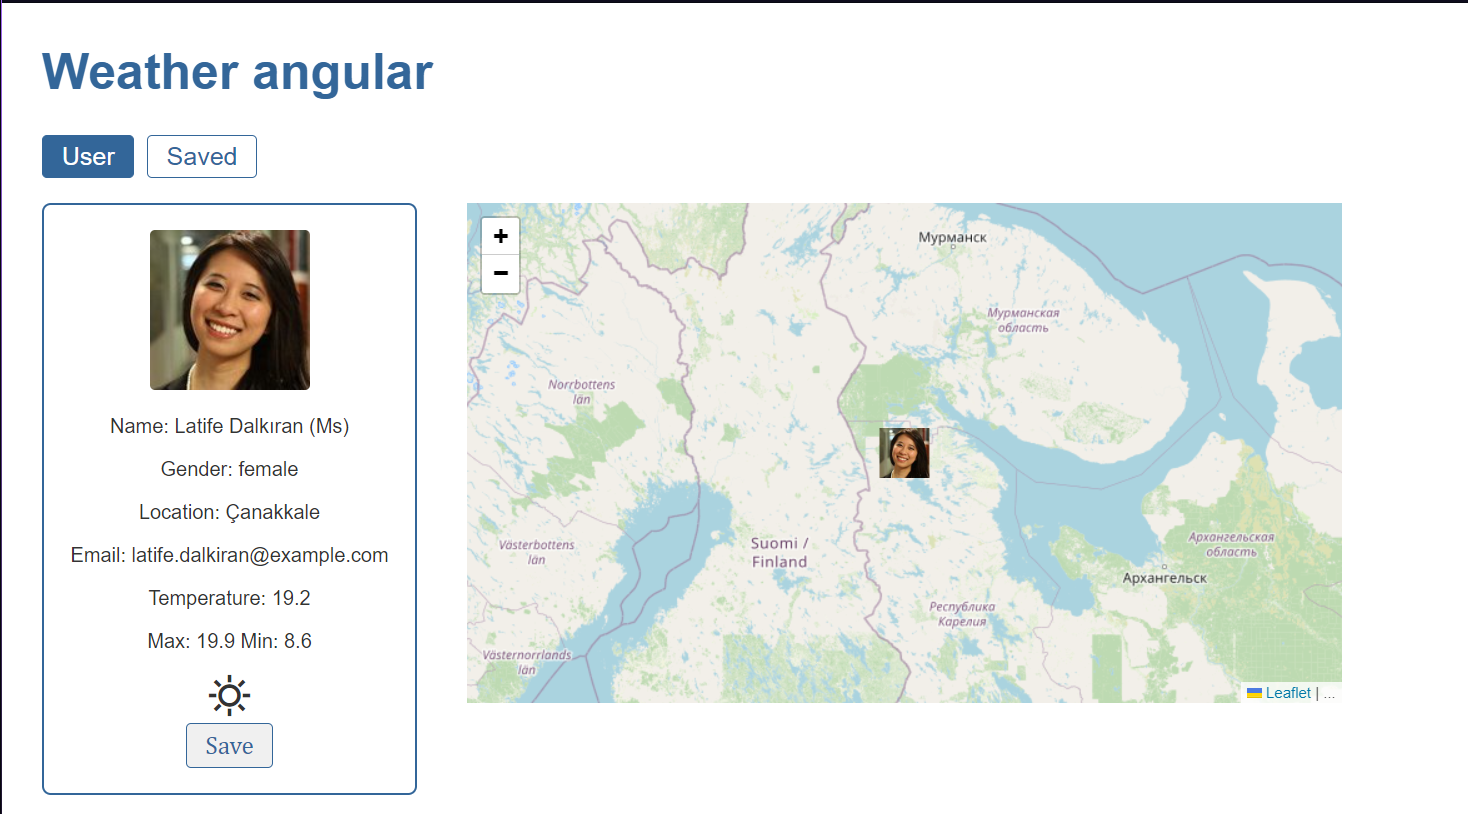 Weather angular
User
Saved
Name: Latife Dalkıran (Ms)
Gender: female
Location: Çanakkale
Email: latife.dalkiran@example.com
Temperature: 19.2
Max: 19.9 Min: 8.6
Save
+
−
Мурманск
Мурманская
область
Norrbottens
län
Västerbottens
län
Suomi /
Finland
Архангельская
область
Архангельск
Республика
Карелия
Västernorrlands
län
Leaflet | ...